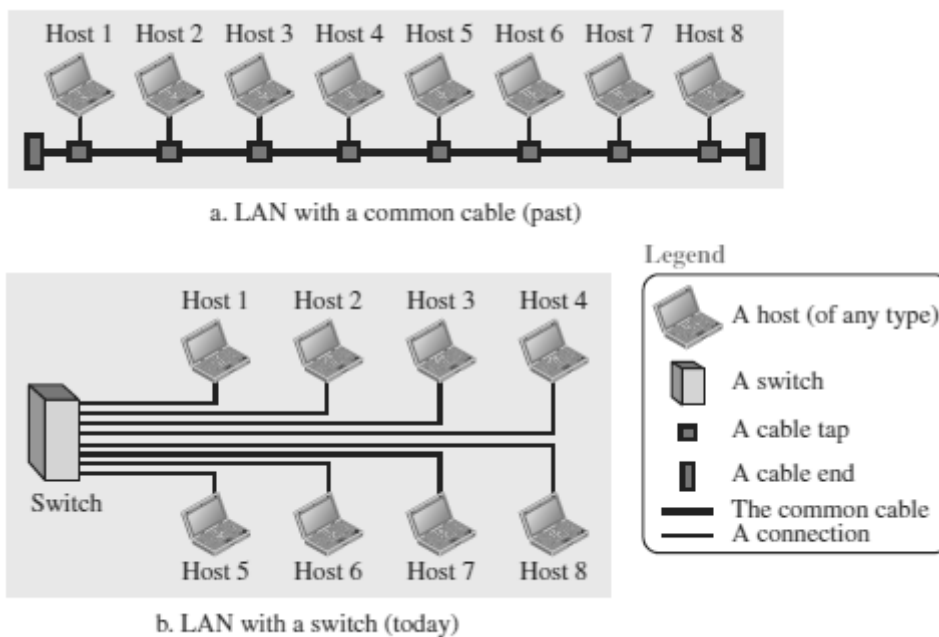 Host 1 Host 2 Host 3 Host 4 Host 5 Host 6 Host 7 Host 8
a. LAN with a common cable (past)
Legend
Host 1 Host 2 Host 3 Host 4
A host (of any type)
A switch
A cable tap
A cable end
The common cable
A connection
Switch
Host 5 Host 6 Host 7 Host 8
b. LAN with a switch (today)